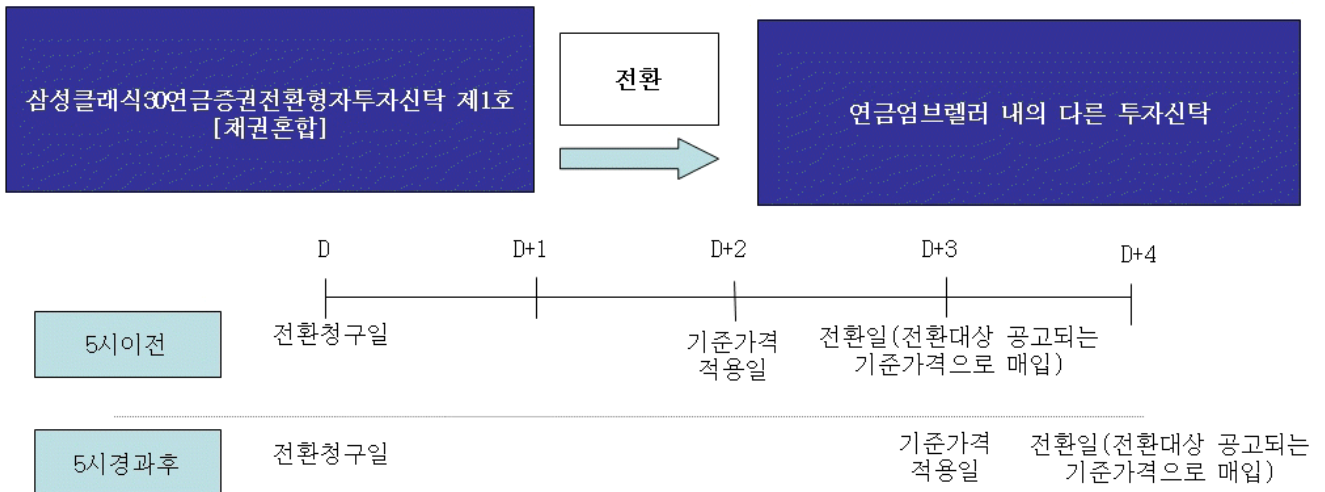 삼성클래식30연금증권전환형자투자신탁 제1호
[채권혼합]
전환
연금엄브렐러 내의 다른 투자신탁
D
D+1
D+2
D+3
D+4
5시이전
전환청구일
기준가격
적용일
전환일(전환대상 공고되는
기준가격으로 매입)
5시경과후
전환청구일
기준가격
적용일
전환일(전환대상 공고되는
기준가격으로 매입)